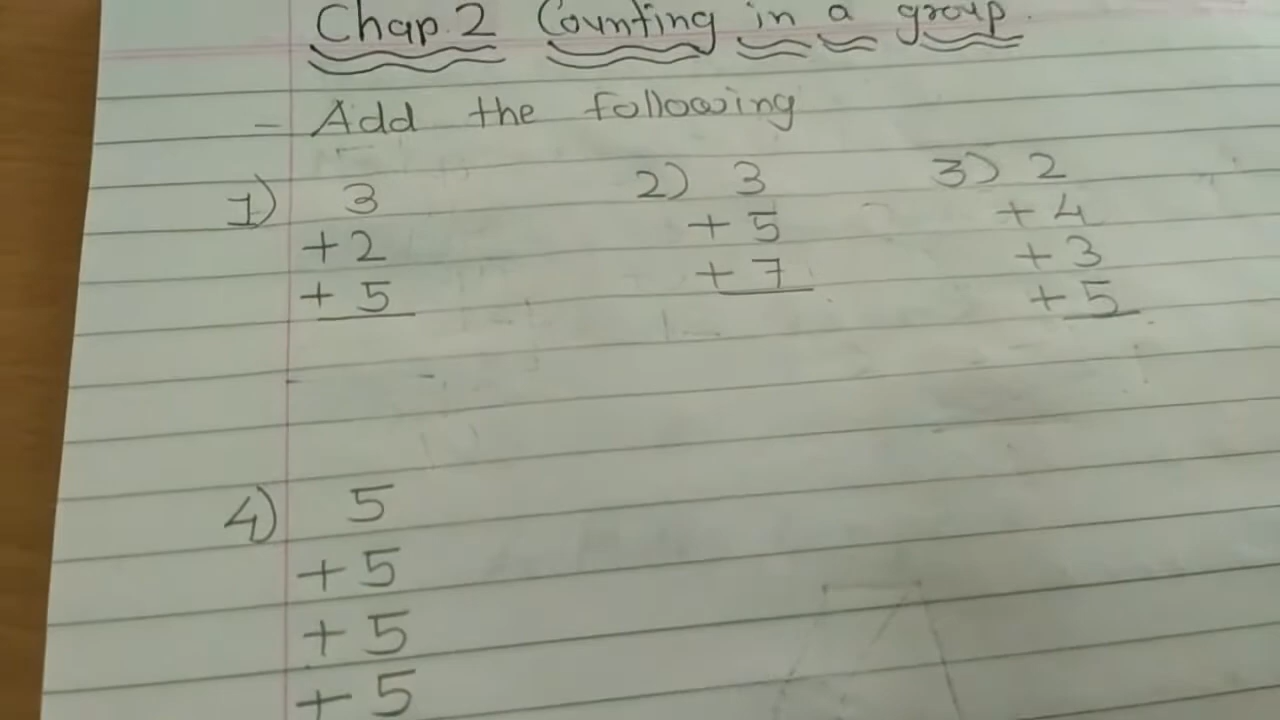 Chap. 2 Counting in a group.
- Add the following
1) 3 2) 3 3) 2
+2 + 5 + 4
+ 5 + 7 + 3
+ 5
4) 5
+ 5
+ 5
+ 5